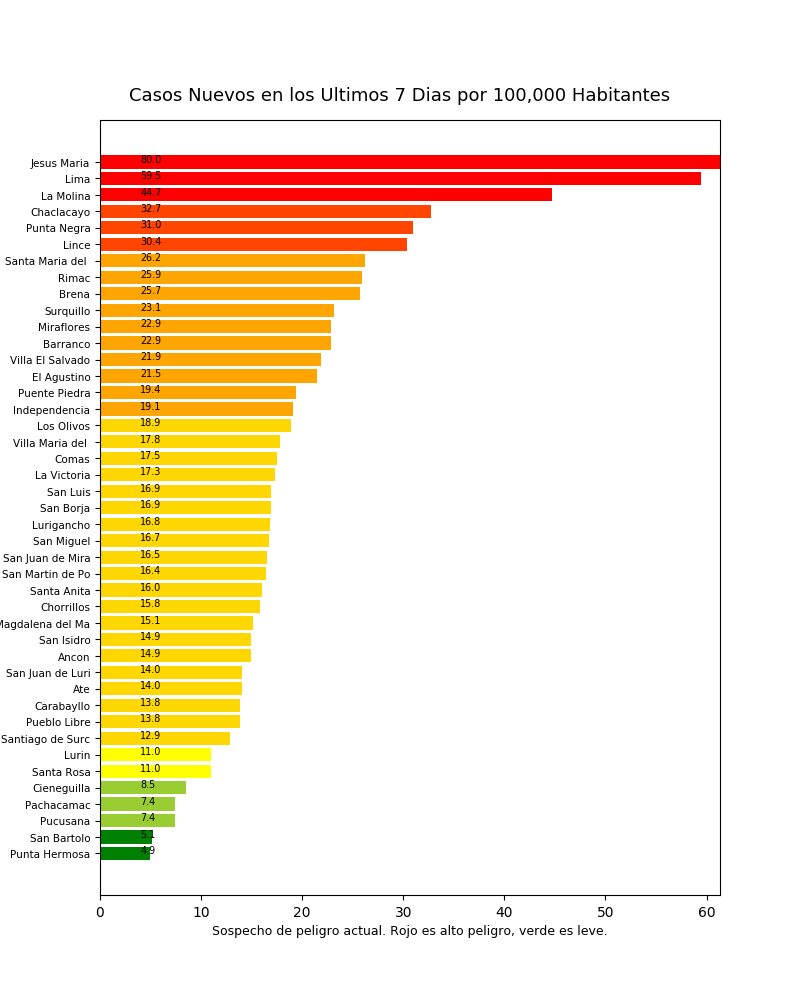 Casos Nuevos en los Ultimos 7 Dias por 100,000 Habitantes
Jesus Maria 80.0
Lima 59.5
La Molina 44.7
Chaclacayo 32.7
Punta Negra 31.0
Lince 30.4
Santa Maria del 26.2
Rimac 25.9
Brena 25.7
Surquillo 23.1
Miraflores 22.9
Barranco 22.9
Villa El Salvado 21.9
El Agustino 21.5
Puente Piedra 19.4
Independencia 19.1
Los Olivos 18.9
Villa Maria del 17.8
Comas 17.5
La Victoria 17.3
San Luis 16.9
San Borja 16.9
Lurigancho 16.8
San Miguel 16.7
San Juan de Mira 16.5
San Martin de Po 16.4
Santa Anita 16.0
Chorrillos 15.8
Magdalena del Ma 15.1
San Isidro 14.9
Ancon 14.9
San Juan de Luri 14.0
Ate 14.0
Carabayllo 13.8
Pueblo Libre 13.8
Santiago de Surc 12.9
Lurin 11.0
Santa Rosa 11.0
Cieneguilla 8.5
Pachacamac 7.4
Pucusana 7.4
San Bartolo 5.1
Punta Hermosa 4.9
0 10 20 30 40 50 60
Sospecho de peligro actual. Rojo es alto peligro, verde es leve.